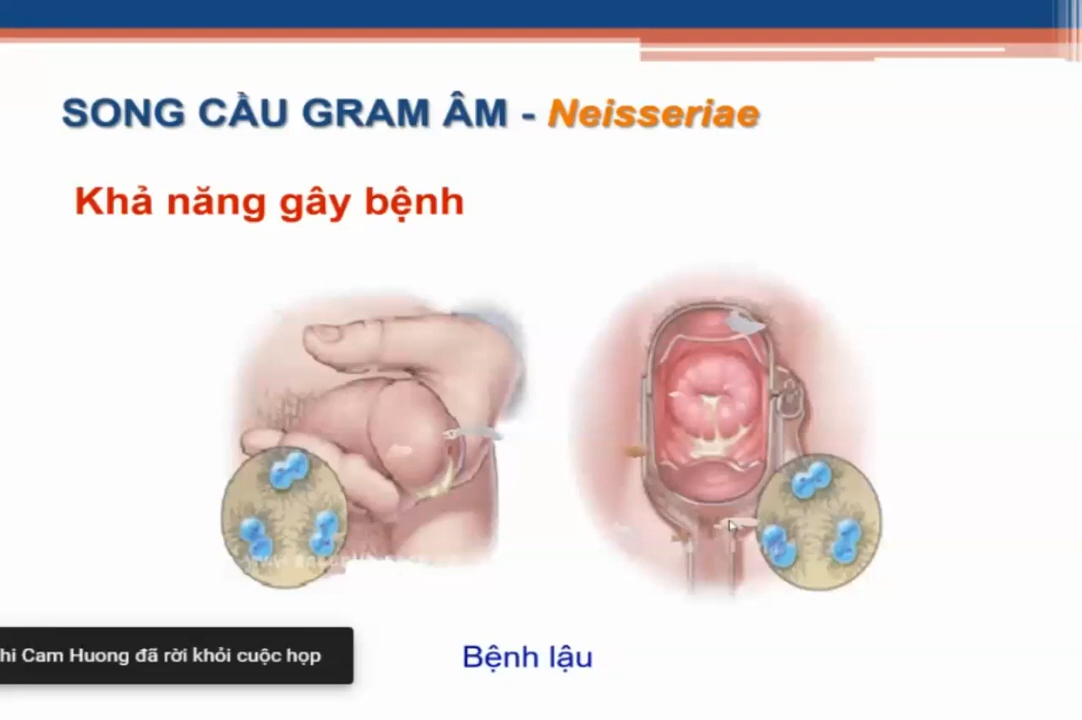 SONG CẦU GRAM ÂM - Neisseriae
Khả năng gây bệnh
hi Cam Huong đã rời khỏi cuộc họp
Bệnh lậu